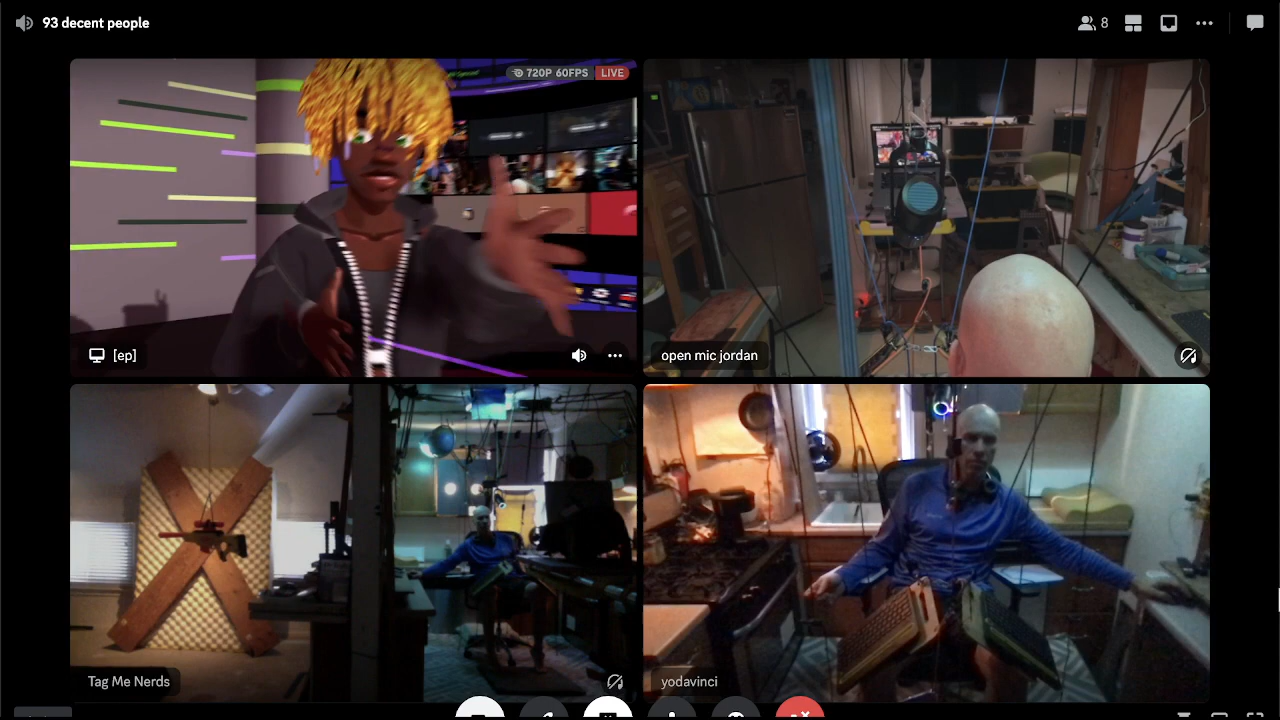 93 decent people
8
720P 60FPS LIVE
[ep]
open mic jordan
Tag Me Nerds
yodavinci